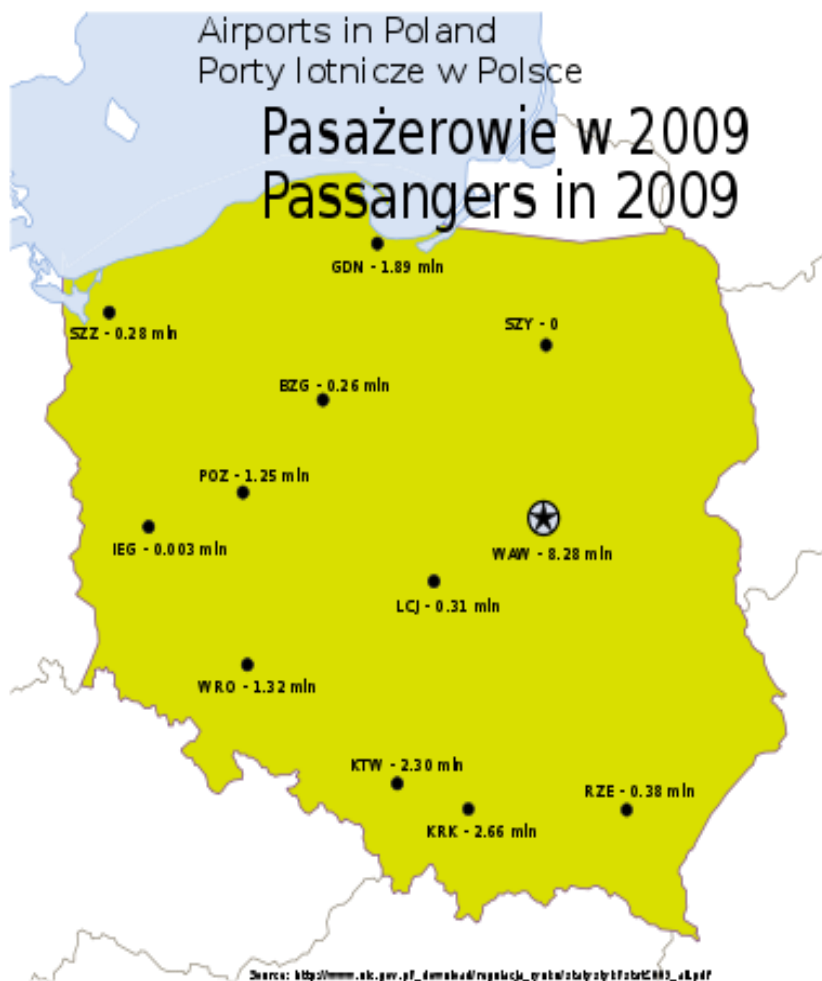 Airports in Poland
Porty lotnicze w Polsce
Pasażerowie w 2009
Passangers in 2009
GDN - 1.89 mln
SZZ - 0.28 mln
SZY - 0
BZG - 0.26 mln
POZ - 1.25 mln
IEG - 0.003 mln
WAW - 8.28 mln
LCJ - 0.31 mln
WRO - 1.32 mln
KTW - 2.30 mln
RZE - 0.38 mln
KRK - 2.66 mln
Source: